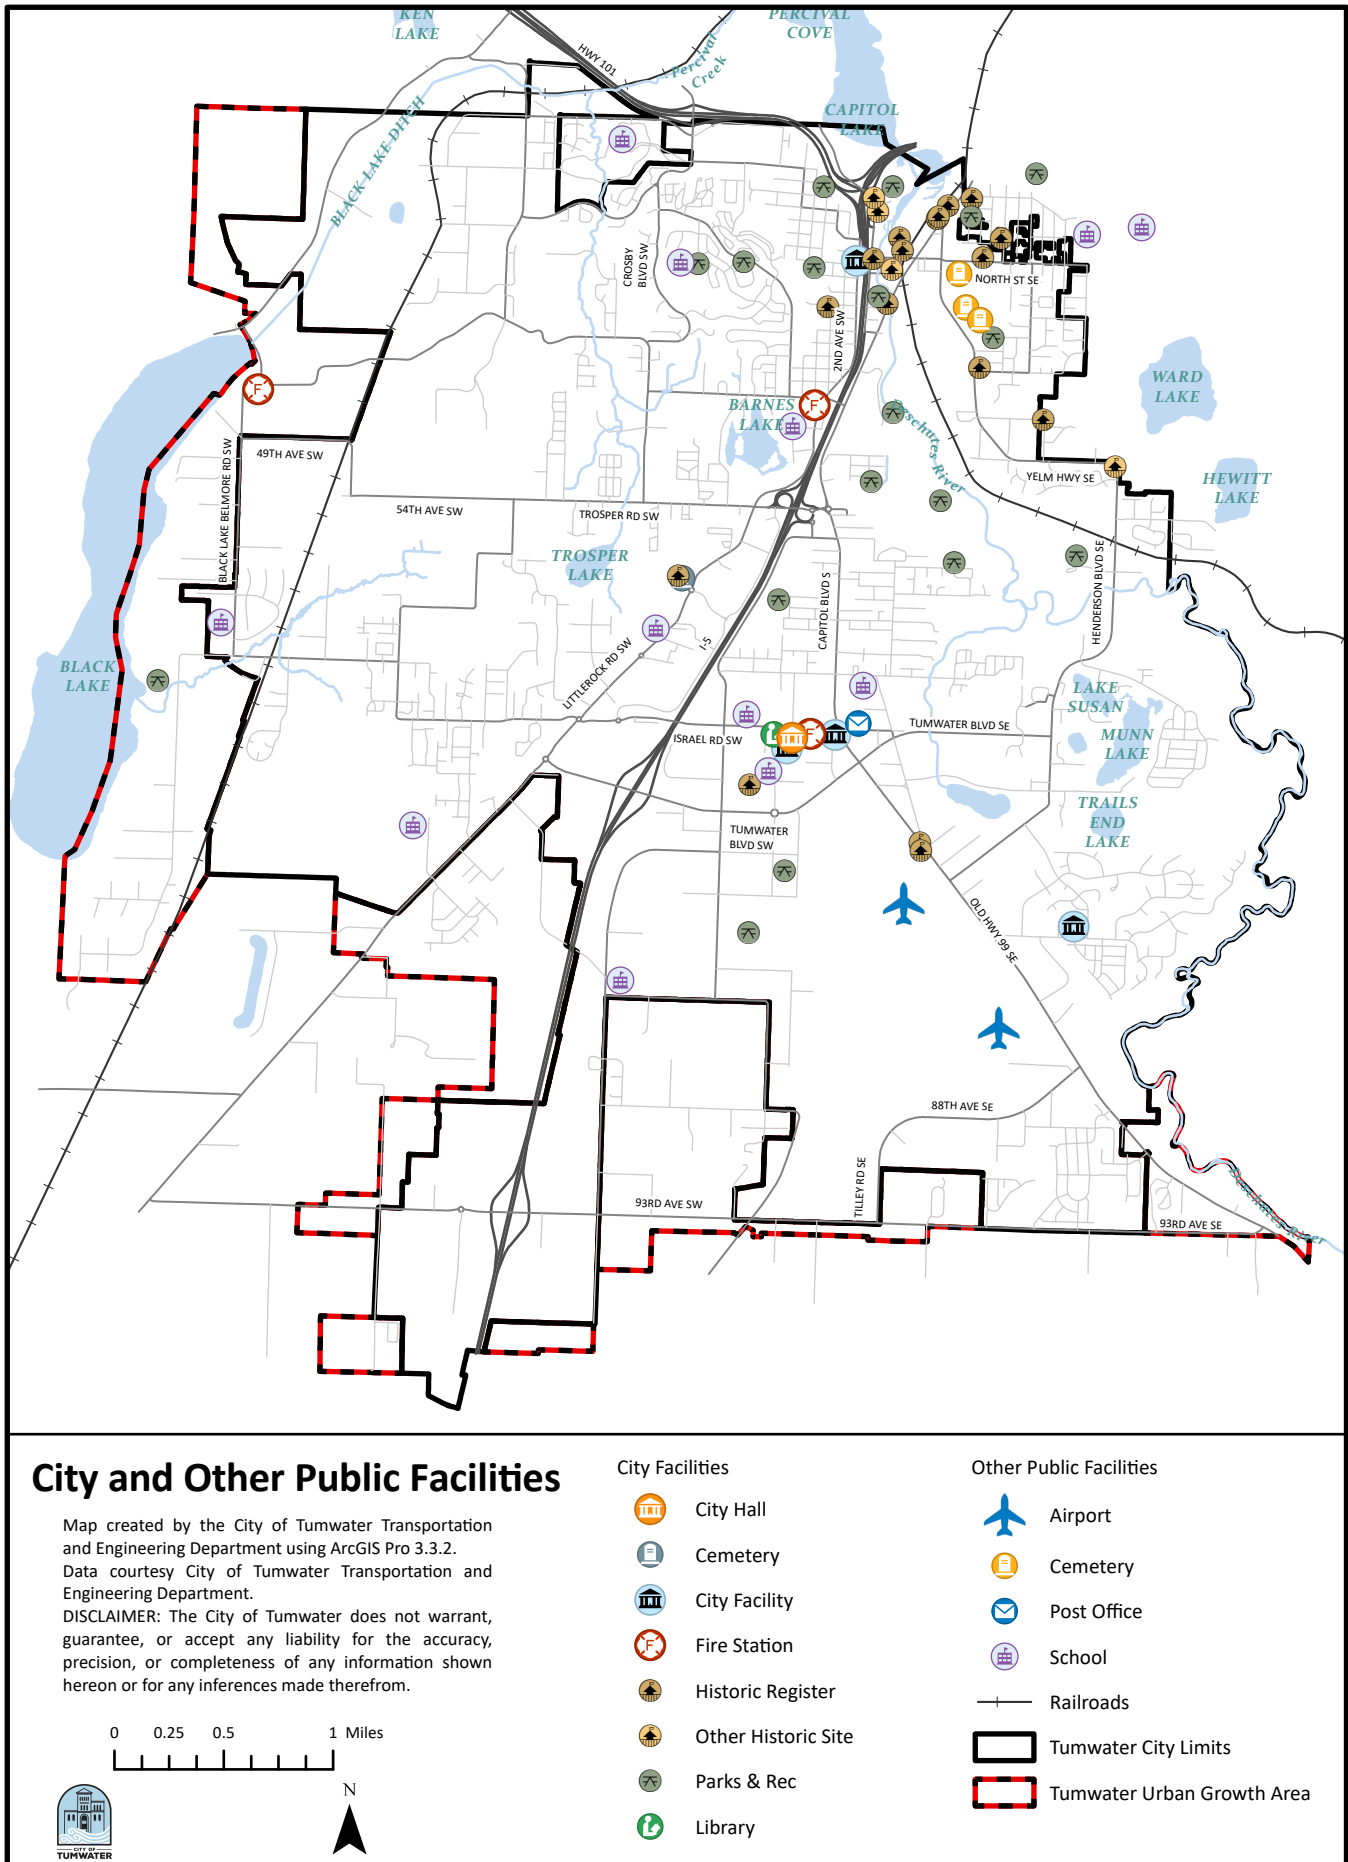 KEN
LAKE
PERCIVAL
COVE
HWY 101
Percival
Creek
BLACK LAKE DITCH
CAPITOL
LAKE
CROSBY
BLVD SW
NORTH ST SE
2ND AVE SW
WARD
LAKE
BARNES
LAKE
Deschutes River
BLACK LAKE BELMORE RD SW
49TH AVE SW
YELM HWY SE
HEWITT
LAKE
54TH AVE SW
TROSPER RD SW
TROSPER
LAKE
HENDERSON BLVD SE
CAPITOL BLVD S
I-5
LITTLEROCK RD SW
BLACK
LAKE
LAKE
SUSAN
MUNN
LAKE
TUMWATER BLVD SE
ISRAEL RD SW
TRAILS
END
LAKE
TUMWATER
BLVD SW
OLD HWY 99 SE
88TH AVE SE
TILLEY RD SE
93RD AVE SW
93RD AVE SE
Deschutes River
City and Other Public Facilities
Map created by the City of Tumwater Transportation
and Engineering Department using ArcGIS Pro 3.3.2.
Data courtesy City of Tumwater Transportation and
Engineering Department.
DISCLAIMER: The City of Tumwater does not warrant,
guarantee, or accept any liability for the accuracy,
precision, or completeness of any information shown
hereon or for any inferences made therefrom.
0 0.25 0.5 1 Miles
CITY OF
TUMWATER
N
City Facilities
City Hall
Cemetery
City Facility
F
Fire Station
Historic Register
Other Historic Site
Parks & Rec
Library
Other Public Facilities
Airport
Cemetery
Post Office
School
Railroads
Tumwater City Limits
Tumwater Urban Growth Area